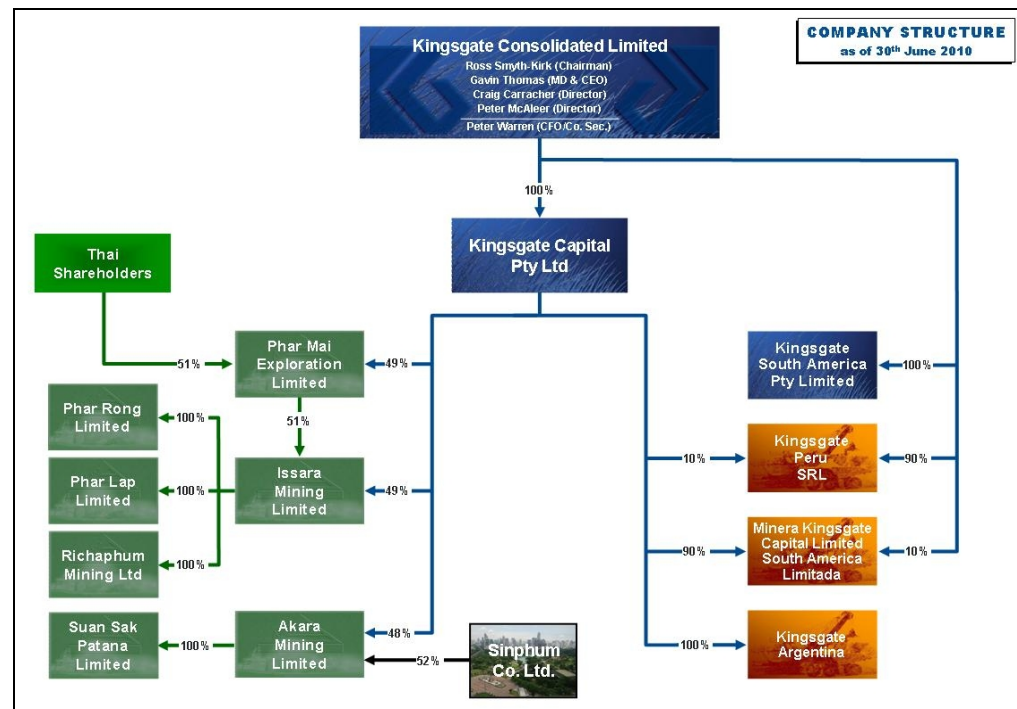 COMPANY STRUCTURE
as of 30th June 2010
Kingsgate Consolidated Limited
Ross Smyth-Kirk (Chairman)
Gavin Thomas (MD & CEO)
Craig Carracher (Director)
Peter McAleer (Director)
Peter Warren (CFO/Co. Sec.)
100%
Kingsgate Capital
Pty Ltd
Thai
Shareholders
51%
Phar Mai
Exploration
Limited
49%
Kingsgate
South America
Pty Limited
100%
Phar Rong
Limited
100%
51%
Kingsgate
Peru
SRL
10%
90%
Phar Lap
Limited
100%
Issara
Mining
Limited
49%
Richaphum
Mining Ltd
100%
90%
Minera Kingsgate
Capital Limited
South America
Limitada
10%
Suan Sak
Patana
Limited
100%
Akara
Mining
Limited
48%
52%
Sinphum
Co. Ltd.
100%
Kingsgate
Argentina